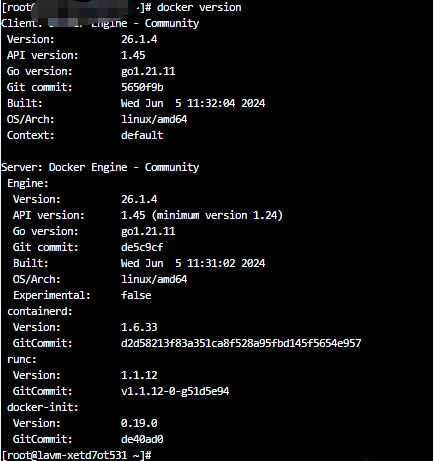 [root@ ~]# docker version
Client: Engine - Community
Version: 26.1.4
API version: 1.45
Go version: go1.21.11
Git commit: 5650f9b
Built: Wed Jun 5 11:32:04 2024
OS/Arch: linux/amd64
Context: default
Server: Docker Engine - Community
Engine:
Version: 26.1.4
API version: 1.45 (minimum version 1.24)
Go version: go1.21.11
Git commit: de5c9cf
Built: Wed Jun 5 11:31:02 2024
OS/Arch: linux/amd64
Experimental: false
containerd:
Version: 1.6.33
GitCommit: d2d58213f83a351ca8f528a95fbd145f5654e957
runc:
Version: 1.1.12
GitCommit: v1.1.12-0-g51d5e94
docker-init:
Version: 0.19.0
GitCommit: de40ad0
[root@lavm-xetd7ot531 ~]#